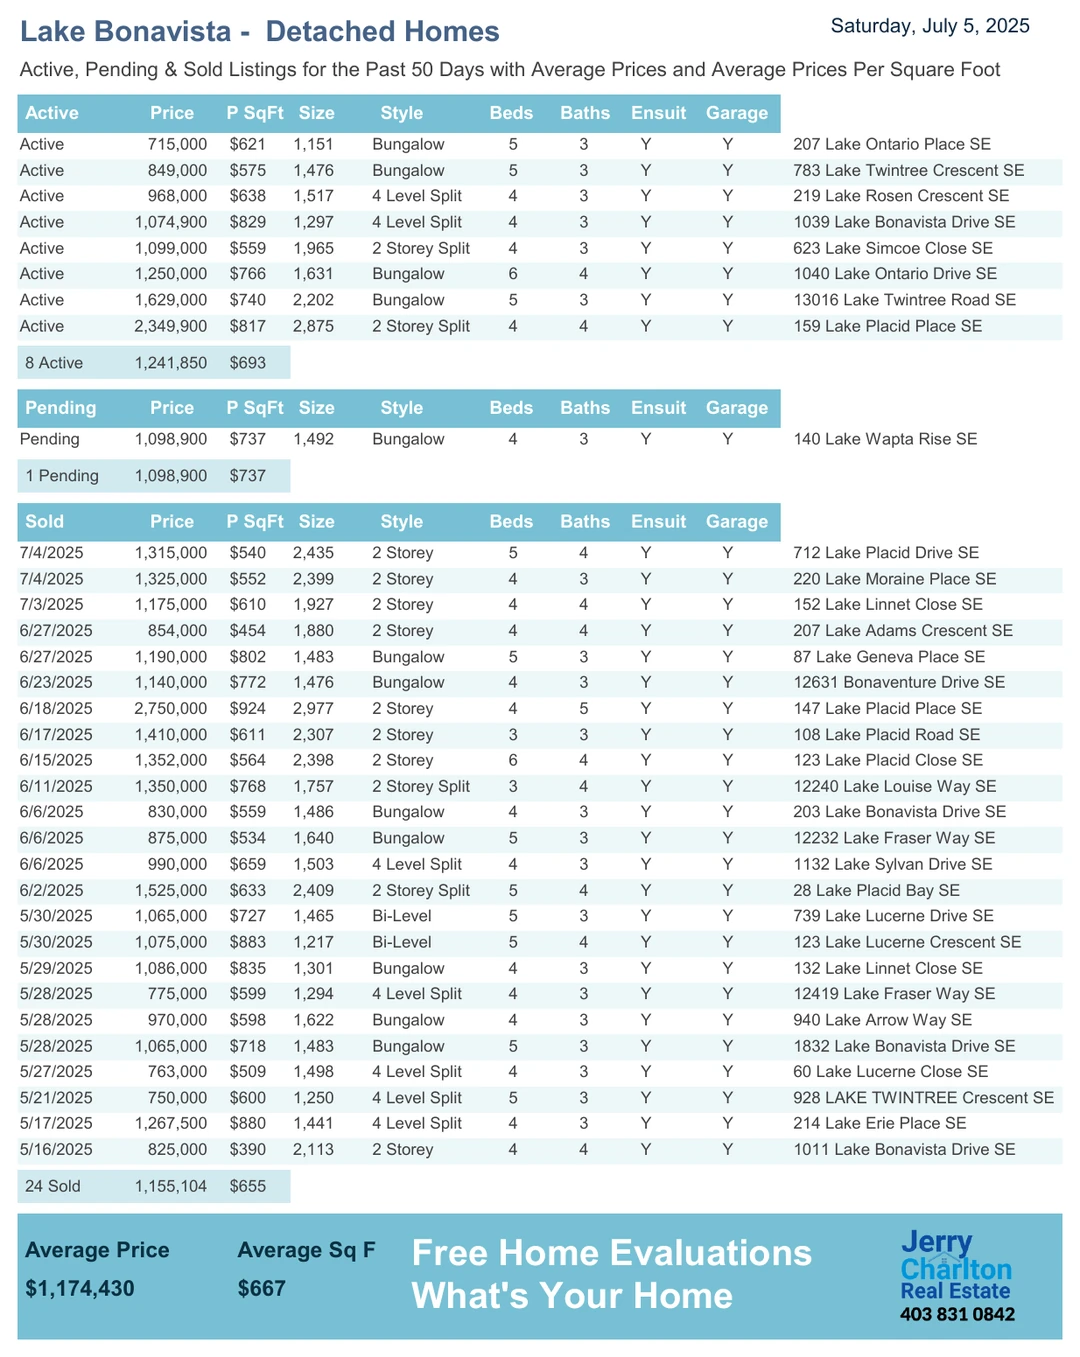 Lake Bonavista -  Detached Homes
Saturday, July 5, 2025
Active, Pending & Sold Listings for the Past 50 Days with Average Prices and Average Prices Per Square Foot
Active Price P SqFt Size Style Beds Baths Ensuit Garage
Active 715,000 $621 1,151 Bungalow 5 3 Y Y 207 Lake Ontario Place SE
Active 849,000 $575 1,476 Bungalow 5 3 Y Y 783 Lake Twintree Crescent SE
Active 968,000 $638 1,517 4 Level Split 4 3 Y Y 219 Lake Rosen Crescent SE
Active 1,074,900 $829 1,297 4 Level Split 4 3 Y Y 1039 Lake Bonavista Drive SE
Active 1,099,000 $559 1,965 2 Storey Split 4 3 Y Y 623 Lake Simcoe Close SE
Active 1,250,000 $766 1,631 Bungalow 6 4 Y Y 1040 Lake Ontario Drive SE
Active 1,629,000 $740 2,202 Bungalow 5 3 Y Y 13016 Lake Twintree Road SE
Active 2,349,900 $817 2,875 2 Storey Split 4 4 Y Y 159 Lake Placid Place SE
8 Active 1,241,850 $693
Pending Price P SqFt Size Style Beds Baths Ensuit Garage
Pending 1,098,900 $737 1,492 Bungalow 4 3 Y Y 140 Lake Wapta Rise SE
1 Pending 1,098,900 $737
Sold Price P SqFt Size Style Beds Baths Ensuit Garage
7/4/2025 1,315,000 $540 2,435 2 Storey 5 4 Y Y 712 Lake Placid Drive SE
7/4/2025 1,325,000 $552 2,399 2 Storey 4 3 Y Y 220 Lake Moraine Place SE
7/3/2025 1,175,000 $610 1,927 2 Storey 4 4 Y Y 152 Lake Linnet Close SE
6/27/2025 854,000 $454 1,880 2 Storey 4 4 Y Y 207 Lake Adams Crescent SE
6/27/2025 1,190,000 $802 1,483 Bungalow 5 3 Y Y 87 Lake Geneva Place SE
6/23/2025 1,140,000 $772 1,476 Bungalow 4 3 Y Y 12631 Bonaventure Drive SE
6/18/2025 2,750,000 $924 2,977 2 Storey 4 5 Y Y 147 Lake Placid Place SE
6/17/2025 1,410,000 $611 2,307 2 Storey 3 3 Y Y 108 Lake Placid Road SE
6/15/2025 1,352,000 $564 2,398 2 Storey 6 4 Y Y 123 Lake Placid Close SE
6/11/2025 1,350,000 $768 1,757 2 Storey Split 3 4 Y Y 12240 Lake Louise Way SE
6/6/2025 830,000 $559 1,486 Bungalow 4 3 Y Y 203 Lake Bonavista Drive SE
6/6/2025 875,000 $534 1,640 Bungalow 5 3 Y Y 12232 Lake Fraser Way SE
6/6/2025 990,000 $659 1,503 4 Level Split 4 3 Y Y 1132 Lake Sylvan Drive SE
6/2/2025 1,525,000 $633 2,409 2 Storey Split 5 4 Y Y 28 Lake Placid Bay SE
5/30/2025 1,065,000 $727 1,465 Bi-Level 5 3 Y Y 739 Lake Lucerne Drive SE
5/30/2025 1,075,000 $883 1,217 Bi-Level 5 4 Y Y 123 Lake Lucerne Crescent SE
5/29/2025 1,086,000 $835 1,301 Bungalow 4 3 Y Y 132 Lake Linnet Close SE
5/28/2025 775,000 $599 1,294 4 Level Split 4 3 Y Y 12419 Lake Fraser Way SE
5/28/2025 970,000 $598 1,622 Bungalow 4 3 Y Y 940 Lake Arrow Way SE
5/28/2025 1,065,000 $718 1,483 Bungalow 5 3 Y Y 1832 Lake Bonavista Drive SE
5/27/2025 763,000 $509 1,498 4 Level Split 4 3 Y Y 60 Lake Lucerne Close SE
5/21/2025 750,000 $600 1,250 4 Level Split 5 3 Y Y 928 LAKE TWINTREE Crescent SE
5/17/2025 1,267,500 $880 1,441 4 Level Split 4 3 Y Y 214 Lake Erie Place SE
5/16/2025 825,000 $390 2,113 2 Storey 4 4 Y Y 1011 Lake Bonavista Drive SE
24 Sold 1,155,104 $655
Average Price Average Sq F
$1,174,430 $667
Free Home Evaluations
What's Your Home
Jerry
Charlton
Real Estate
403 831 0842